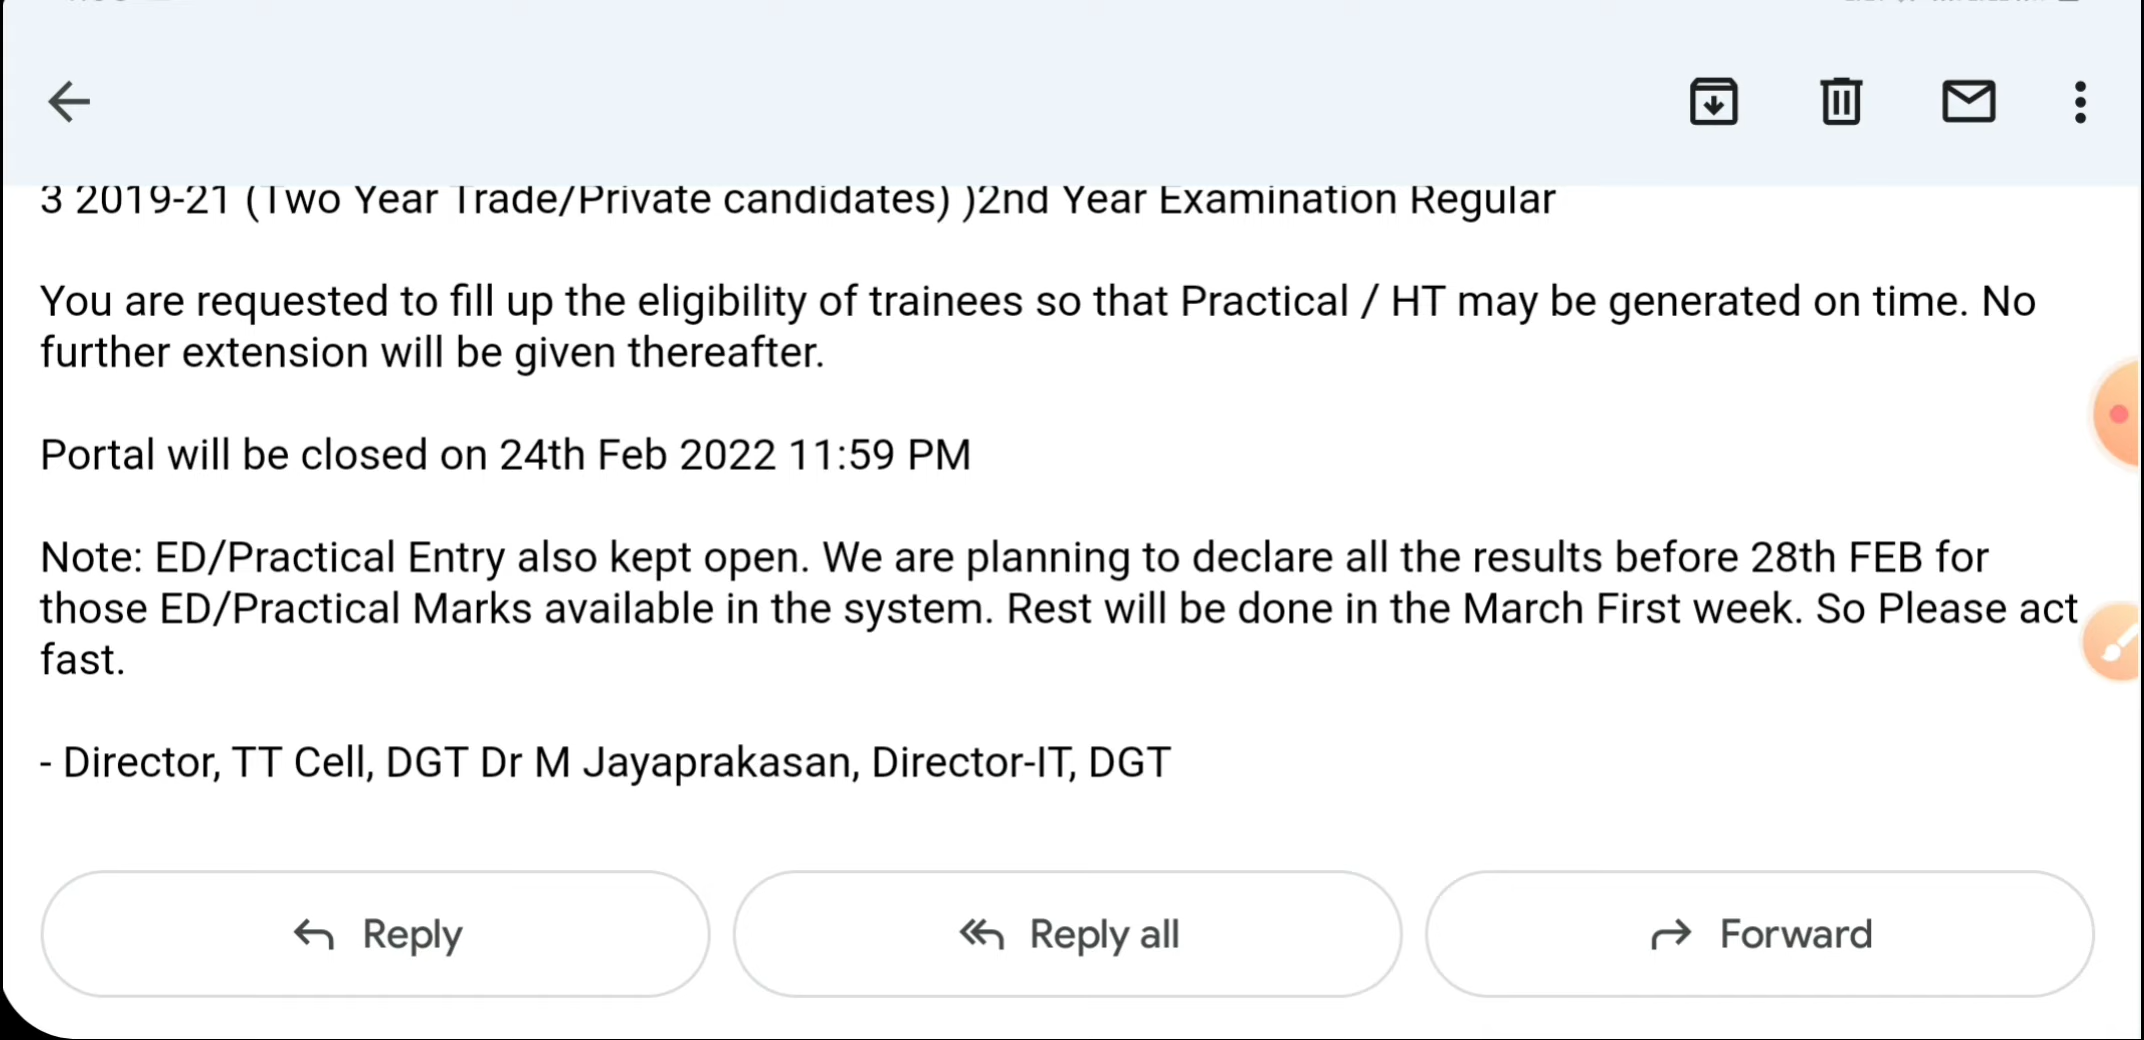 3 2019-21 (Two Year Trade/Private candidates) )2nd Year Examination Regular
You are requested to fill up the eligibility of trainees so that Practical / HT may be generated on time. No
further extension will be given thereafter.
Portal will be closed on 24th Feb 2022 11:59 PM
Note: ED/Practical Entry also kept open. We are planning to declare all the results before 28th FEB for
those ED/Practical Marks available in the system. Rest will be done in the March First week. So Please act
fast.
- Director, TT Cell, DGT Dr M Jayaprakasan, Director-IT, DGT
Reply
Reply all
Forward